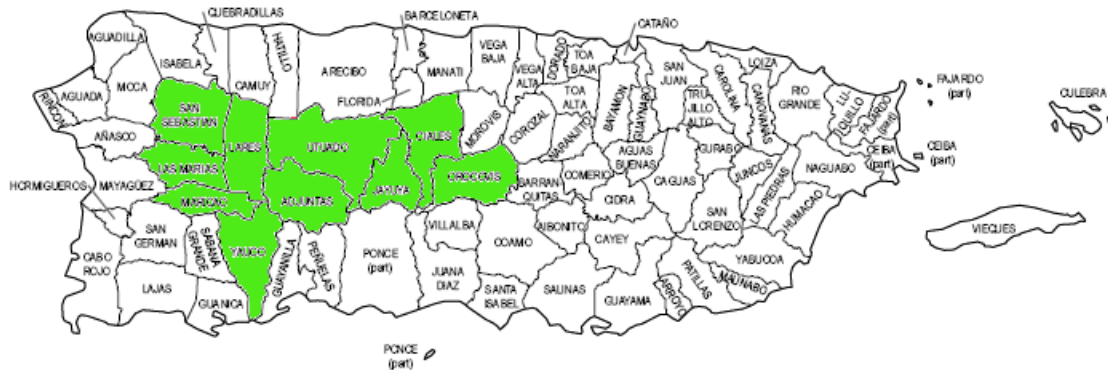 QUEBRADILLAS
BARCELONETA
CATAÑO
AGUADILLA
ISABELA
HATILLO
CAMUY
ARECIBO
MANATI
VEGA
BAJA
VEGA
ALTA
DORADO
TOA
BAJA
SAN
JUAN
CAROLINA
LOIZA
CANOVANAS
RIO
GRANDE
LU-
QUILLO
FAJARDO
(part)
FAJARDO
(part)
CULEBRA
MOCA
AGUADA
RINCON
FLORIDA
TOA
ALTA
BAYAMON
GUAYNABO
TRU-
JILLO
ALTO
SAN
SEBASTIAN
LARES
UTUADO
CIALES
MOROVIS
COROZAL
NARANJITO
CEIBA
(part)
CEIBA
(part)
AÑASCO
AGUAS
BUENAS
GURABO
NAGUABO
LAS MARIAS
JAYUYA
OROCOVIS
BARRAN-
QUITAS
COMERIO
CIDRA
CAGUAS
JUNCOS
LAS PIEDRAS
HUMACAO
HORMIGUEROS
MAYAGÜEZ
MARICAO
ADJUNTAS
SAN
LORENZO
SAN
GERMAN
SABANA
GRANDE
YAUCO
GUAYANILLA
PEÑUELAS
PONCE
(part)
VILLALBA
COAMO
AIBONITO
CAYEY
YABUCOA
VIEQUES
CABO
ROJO
LAJAS
GUANICA
JUANA
DIAZ
SANTA
ISABEL
SALINAS
GUAYAMA
ARROYO
PATILLAS
MAUNABO
PONCE
(part)